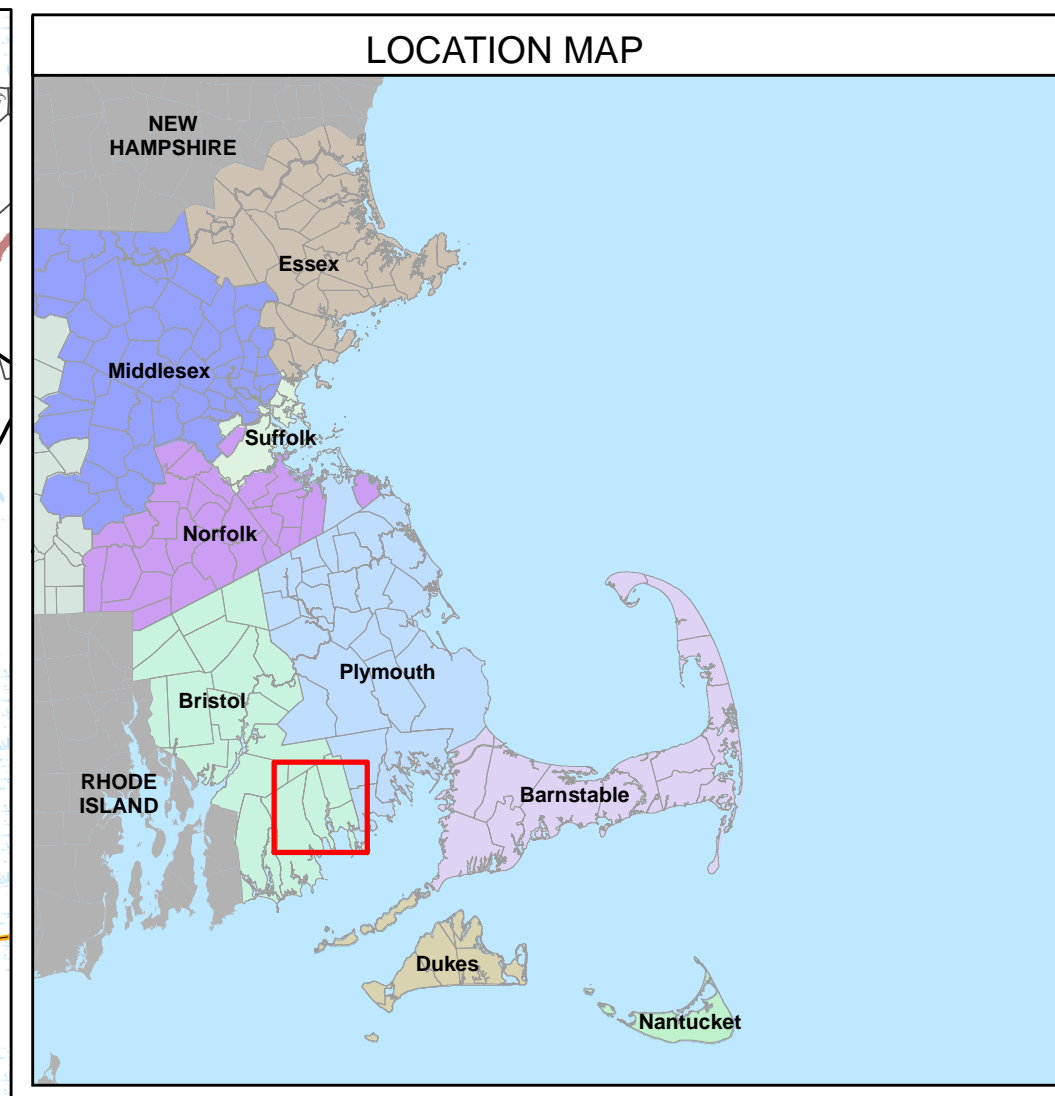 LOCATION MAP
NEW
HAMPSHIRE
Essex
Middlesex
Suffolk
Norfolk
Plymouth
Bristol
RHODE
ISLAND
Barnstable
Dukes
Nantucket